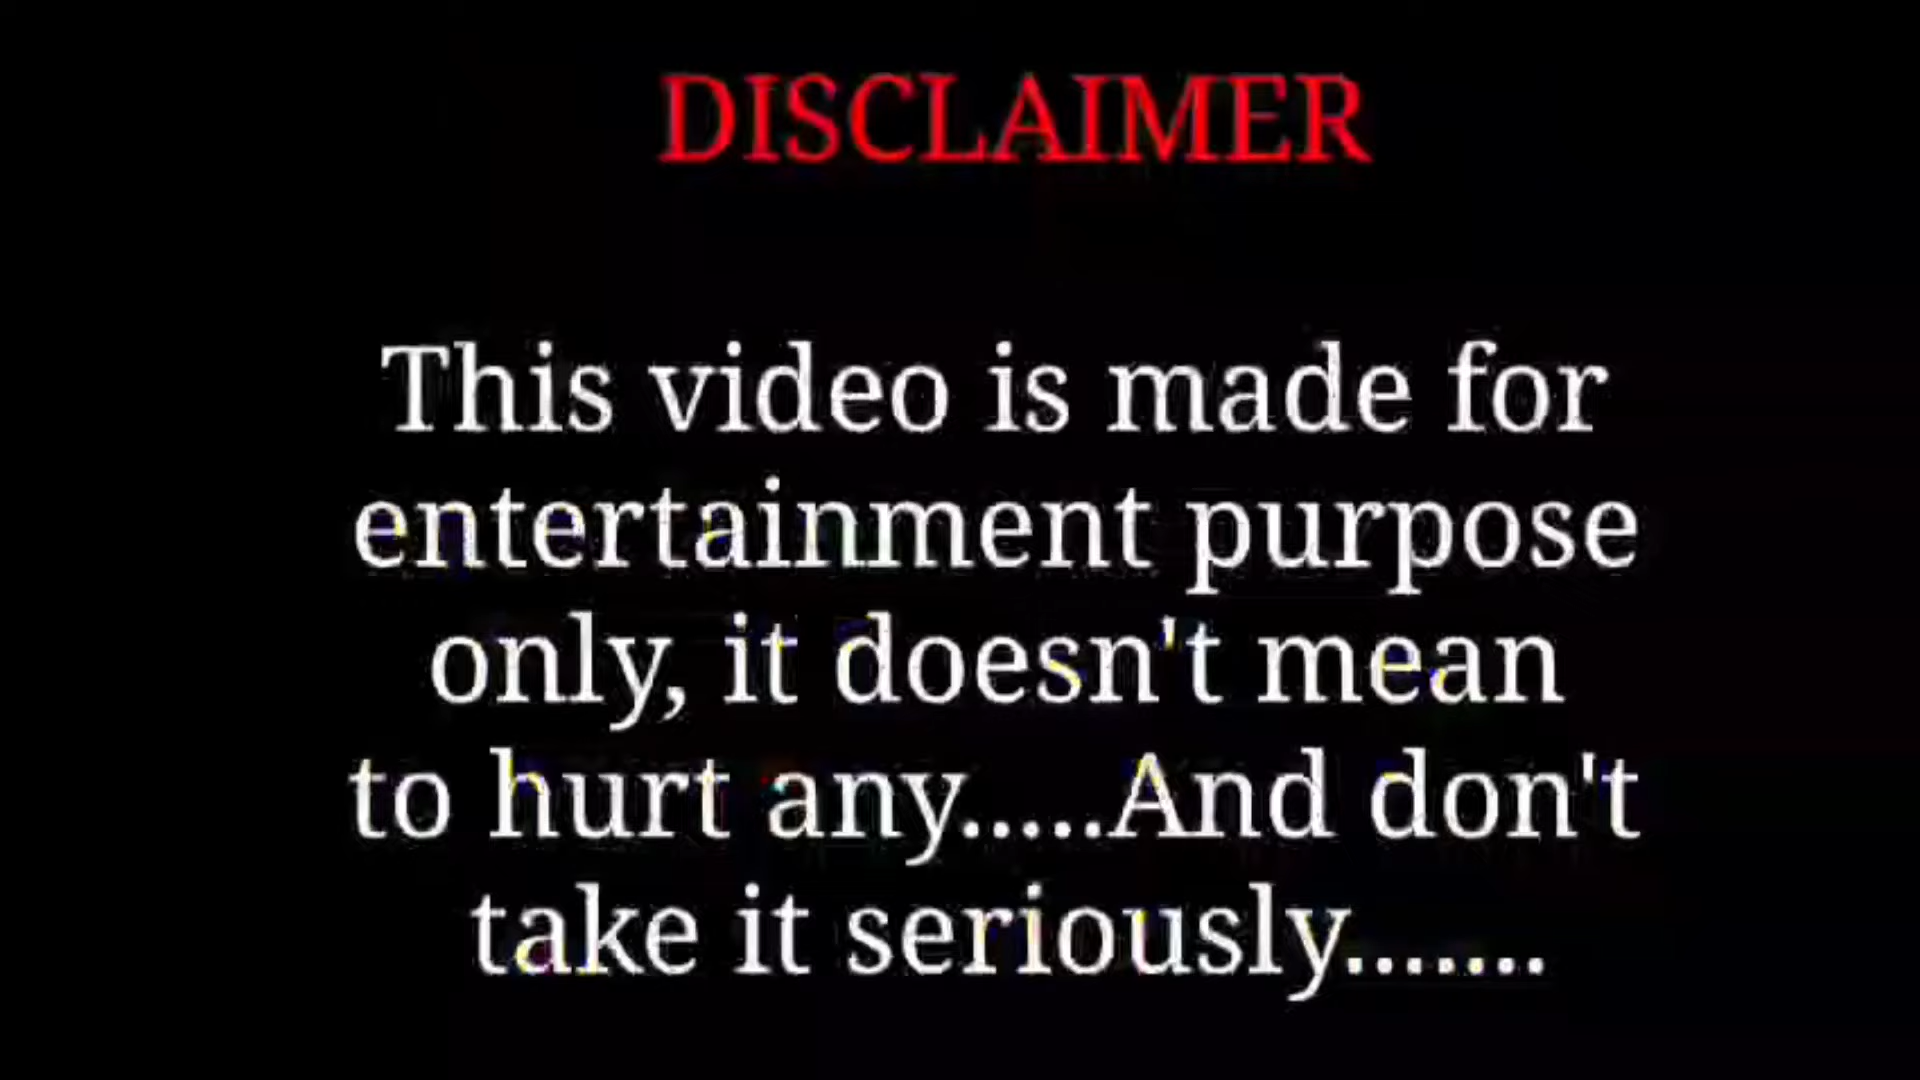 DISCLAIMER
This video is made for
entertainment purpose
only, it doesn't mean
to hurt any.....And don't
take it seriously.......